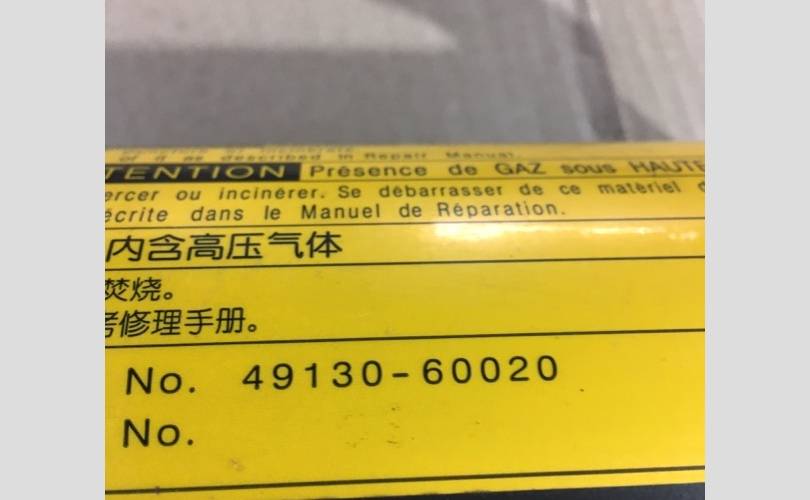 of it as described in Repair Manual.
TENTION Présence de GAZ sous HAUTE
ercer ou incinérer. Se débarrasser de ce matériel
écrite dans le Manuel de Réparation.
内含高压气体
焚烧。
考修理手册。
No. 49130-60020
No.